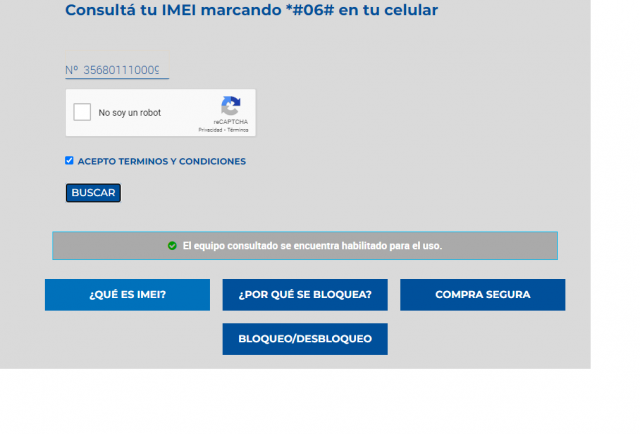 Consultá tu IMEI marcando *#06# en tu celular
Nº 35680111000
No soy un robot
reCAPTCHA
Privacidad - Términos
ACEPTO TERMINOS Y CONDICIONES
BUSCAR
El equipo consultado se encuentra habilitado para el uso.
¿QUÉ ES IMEI?
¿POR QUÉ SE BLOQUEA?
COMPRA SEGURA
BLOQUEO/DESBLOQUEO